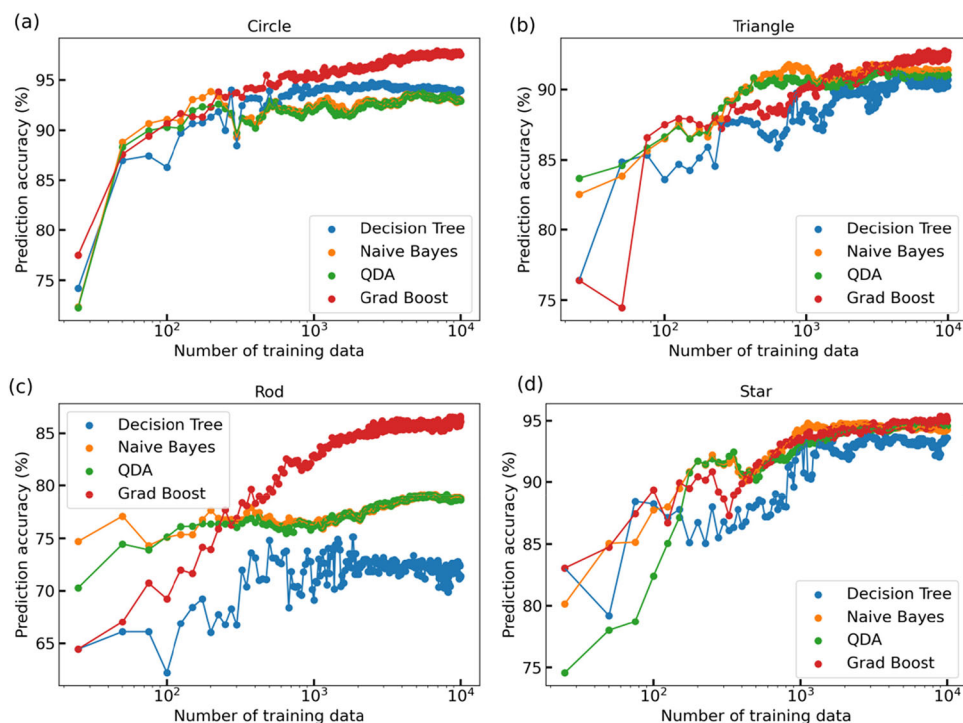 (a)
Circle
Prediction accuracy (%)
95
90
85
80
75
Decision Tree
Naive Bayes
QDA
Grad Boost
10²
10³
10⁴
Number of training data
(b)
Triangle
Prediction accuracy (%)
90
85
80
75
Decision Tree
Naive Bayes
QDA
Grad Boost
10²
10³
10⁴
Number of training data
(c)
Rod
Prediction accuracy (%)
85
80
75
70
65
Decision Tree
Naive Bayes
QDA
Grad Boost
10²
10³
10⁴
Number of training data
(d)
Star
Prediction accuracy (%)
95
90
85
80
75
Decision Tree
Naive Bayes
QDA
Grad Boost
10²
10³
10⁴
Number of training data